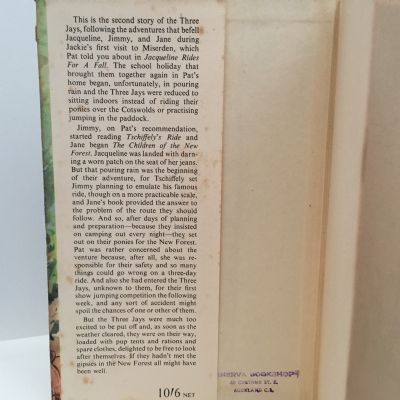 This is the second story of the Three
Jays, following the adventures that befell
Jacqueline, Jimmy, and Jane during
Jackie's first visit to Miserden, which
Pat told you about in Jacqueline Rides
For A Fall. The school holiday that
brought them together again in Pat's
home began, unfortunately, in pouring
rain and the Three Jays were reduced to
sitting indoors instead of riding their
ponies over the Cotswolds or practising
jumping in the paddock.
Jimmy, on Pat's recommendation,
started reading Tschiffely's Ride and
Jane began The Children of the New
Forest. Jacqueline was landed with darn-
ing a worn patch on the seat of her jeans.
But that pouring rain was the beginning
of their adventure, for Tschiffely set
Jimmy planning to emulate his famous
ride, though on a more practicable scale,
and Jane's book provided the answer to
the problem of the route they should
follow. And so, after days of planning
and preparation—because they insisted
on camping out every night—they set
out on their ponies for the New Forest.
Pat was rather concerned about the
venture because, after all, she was re-
sponsible for their safety and so many
things could go wrong on a three-day
ride. And also she had entered the Three
Jays, unknown to them, for their first
show jumping competition the following
week, and any sort of accident might
spoil the chances of one or other of them.
But the Three Jays were much too
excited to be put off and, as soon as the
weather cleared, they were on their way,
loaded with pup tents and rations and
spare clothes, delighted to be free to look
after themselves. If they hadn't met the
gipsies in the New Forest all might have
been well.
10/6 NET
BOOKSHOP
AUCKLAND C.1.